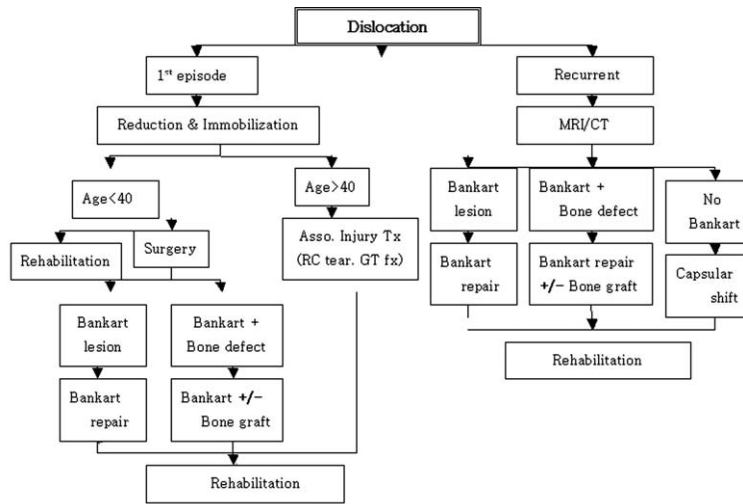 Dislocation
1st episode
Recurrent
Reduction & Immobilization
MRI/CT
Age<40
Age>40
Bankart
lesion
Bankart +
Bone defect
No
Bankart
Rehabilitation
Surgery
Asso. Injury Tx
(RC tear. GT fx)
Bankart
repair
Bankart repair
+/- Bone graft
Capsular
shift
Bankart
lesion
Bankart +
Bone defect
Rehabilitation
Bankart
repair
Bankart +/-
Bone graft
Rehabilitation